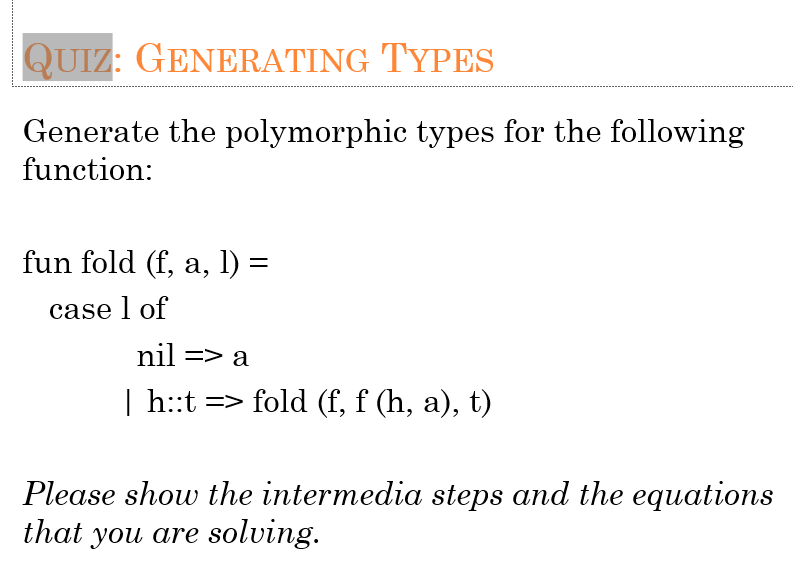 QUIZ: GENERATING TYPES
Generate the polymorphic types for the following
function:
fun fold (f, a, l) =
case l of
nil => a
| h::t => fold (f, f (h, a), t)
Please show the intermedia steps and the equations
that you are solving.